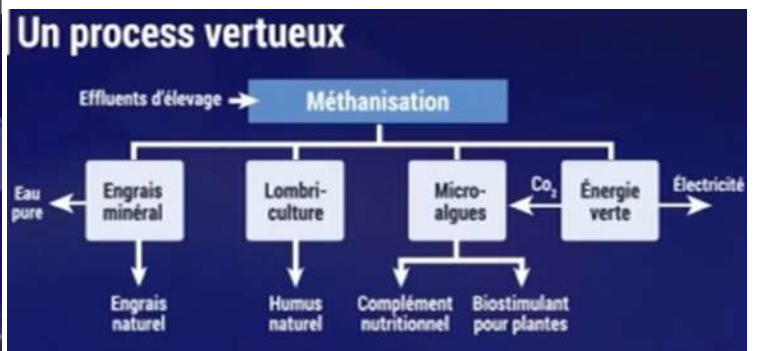 Un process vertueux
Effluents d'élevage
Méthanisation
Eau
pure
Engrais
minéral
Lombri-
culture
Micro-
algues
Co₂
Énergie
verte
Électricité
Engrais
naturel
Humus
naturel
Complément
nutritionnel
Biostimulant
pour plantes